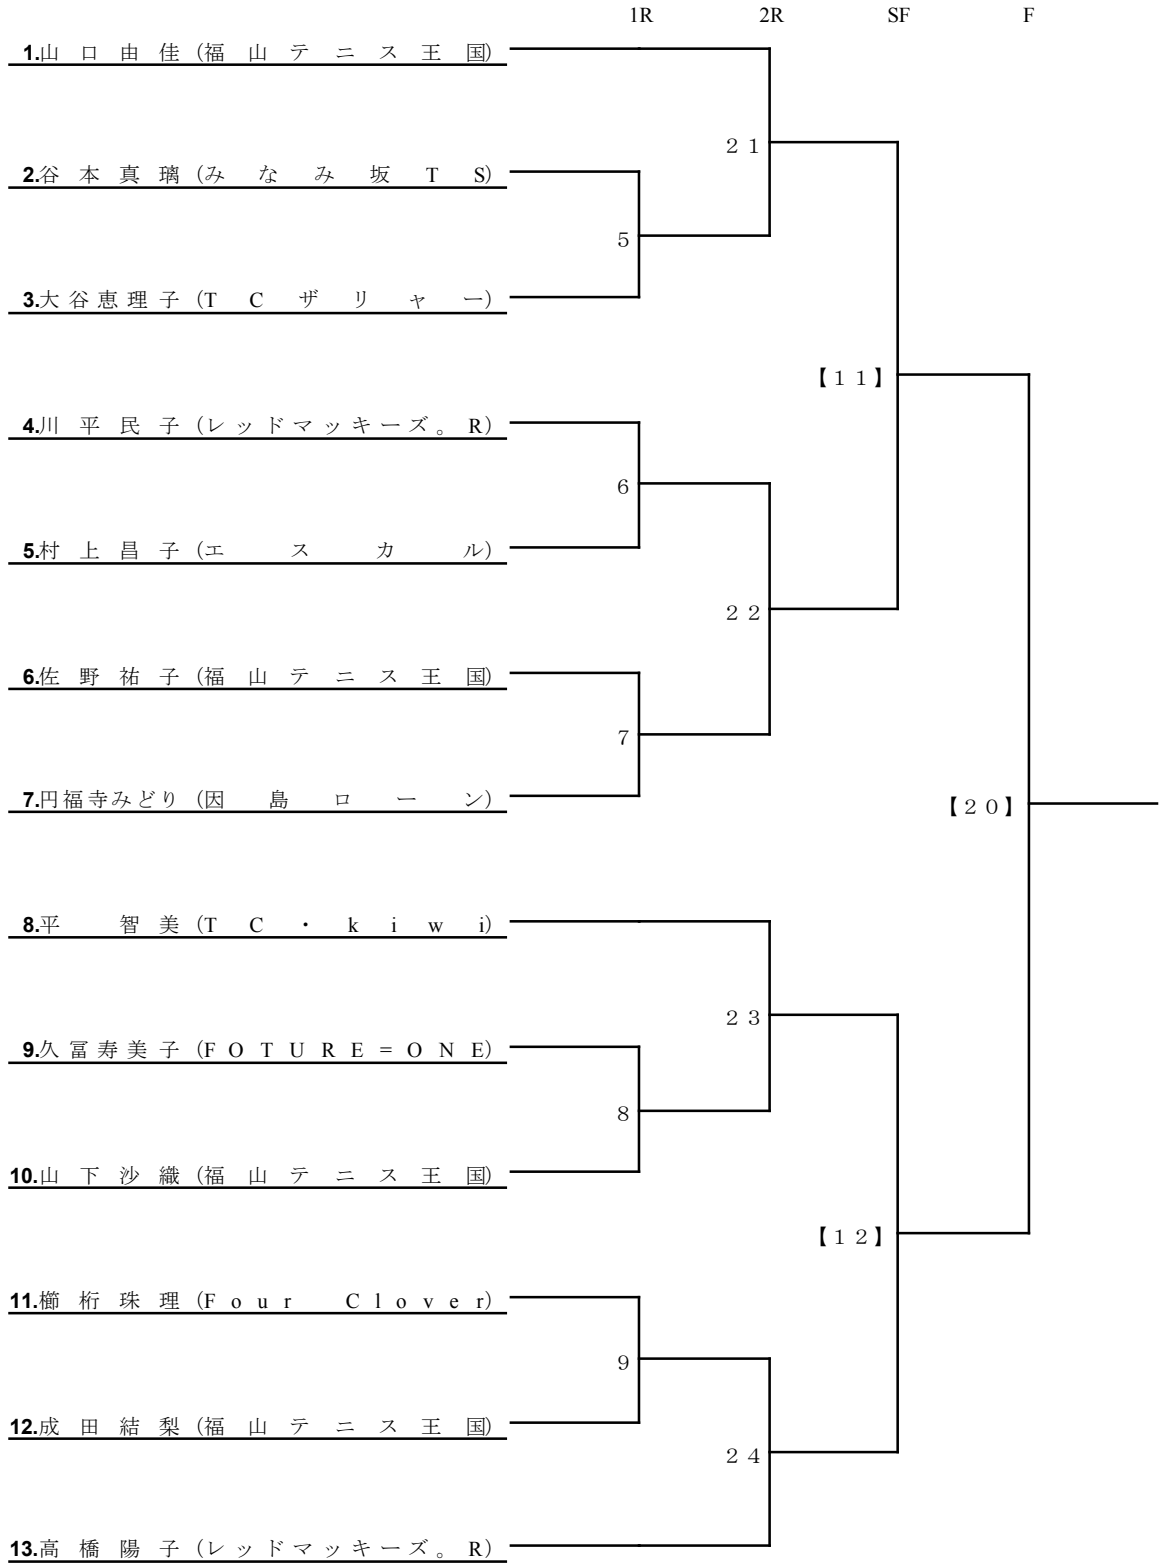 1R 2R SF F
1.山口由佳(福山テニス王国)
21
2.谷本真璃(みなみ坂TS)
5
3.大谷恵理子(TCザリャー)
【11】
4.川平民子(レッドマッキーズ。R)
6
5.村上昌子(エスカル)
22
6.佐野祐子(福山テニス王国)
7
7.円福寺みどり(因島ローン)
【20】
8.平 智美(TC・kiwi)
23
9.久冨寿美子(FOTURE=ONE)
8
10.山下沙織(福山テニス王国)
【12】
11.櫛桁珠理(Four Clover)
9
12.成田結梨(福山テニス王国)
24
13.高橋陽子(レッドマッキーズ。R)